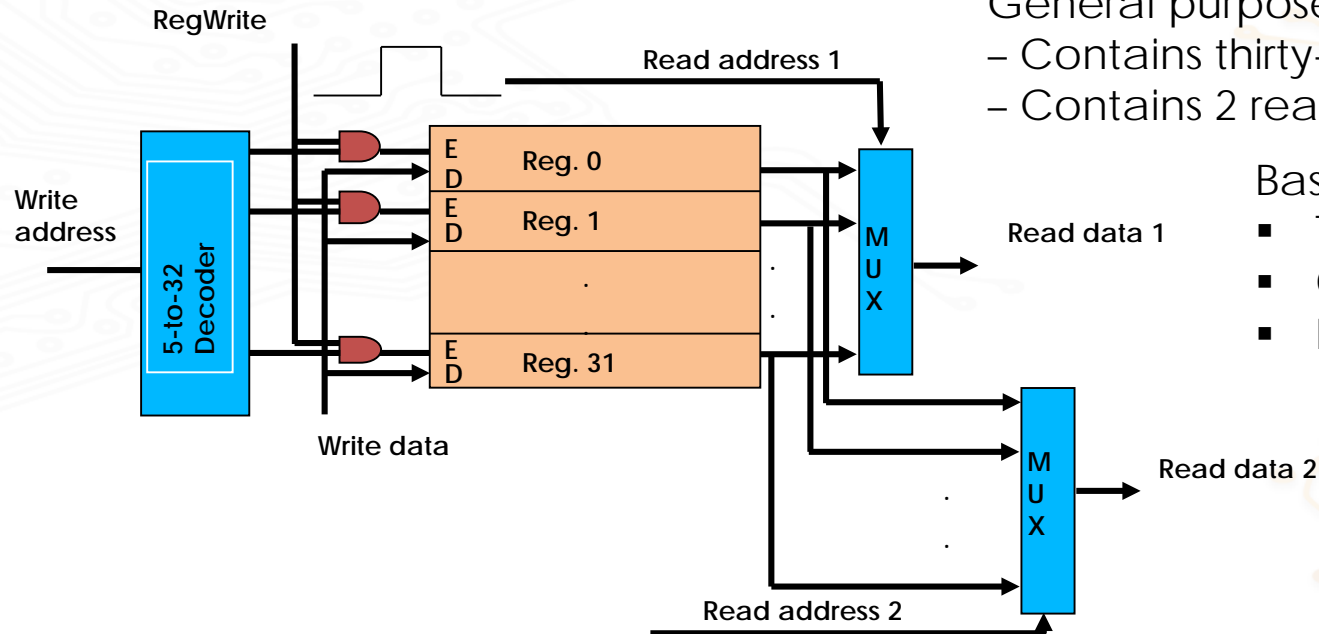 RegWrite
General purpose
– Contains thirty-
– Contains 2 rea
Read address 1
E
D
Reg. 0
E
D
Reg. 1
.
.
E
D
Reg. 31
Write
address
5-to-32
Decoder
Write data
M
U
X
.
.
Read data 1
Bas
M
U
X
.
.
Read data 2
Read address 2